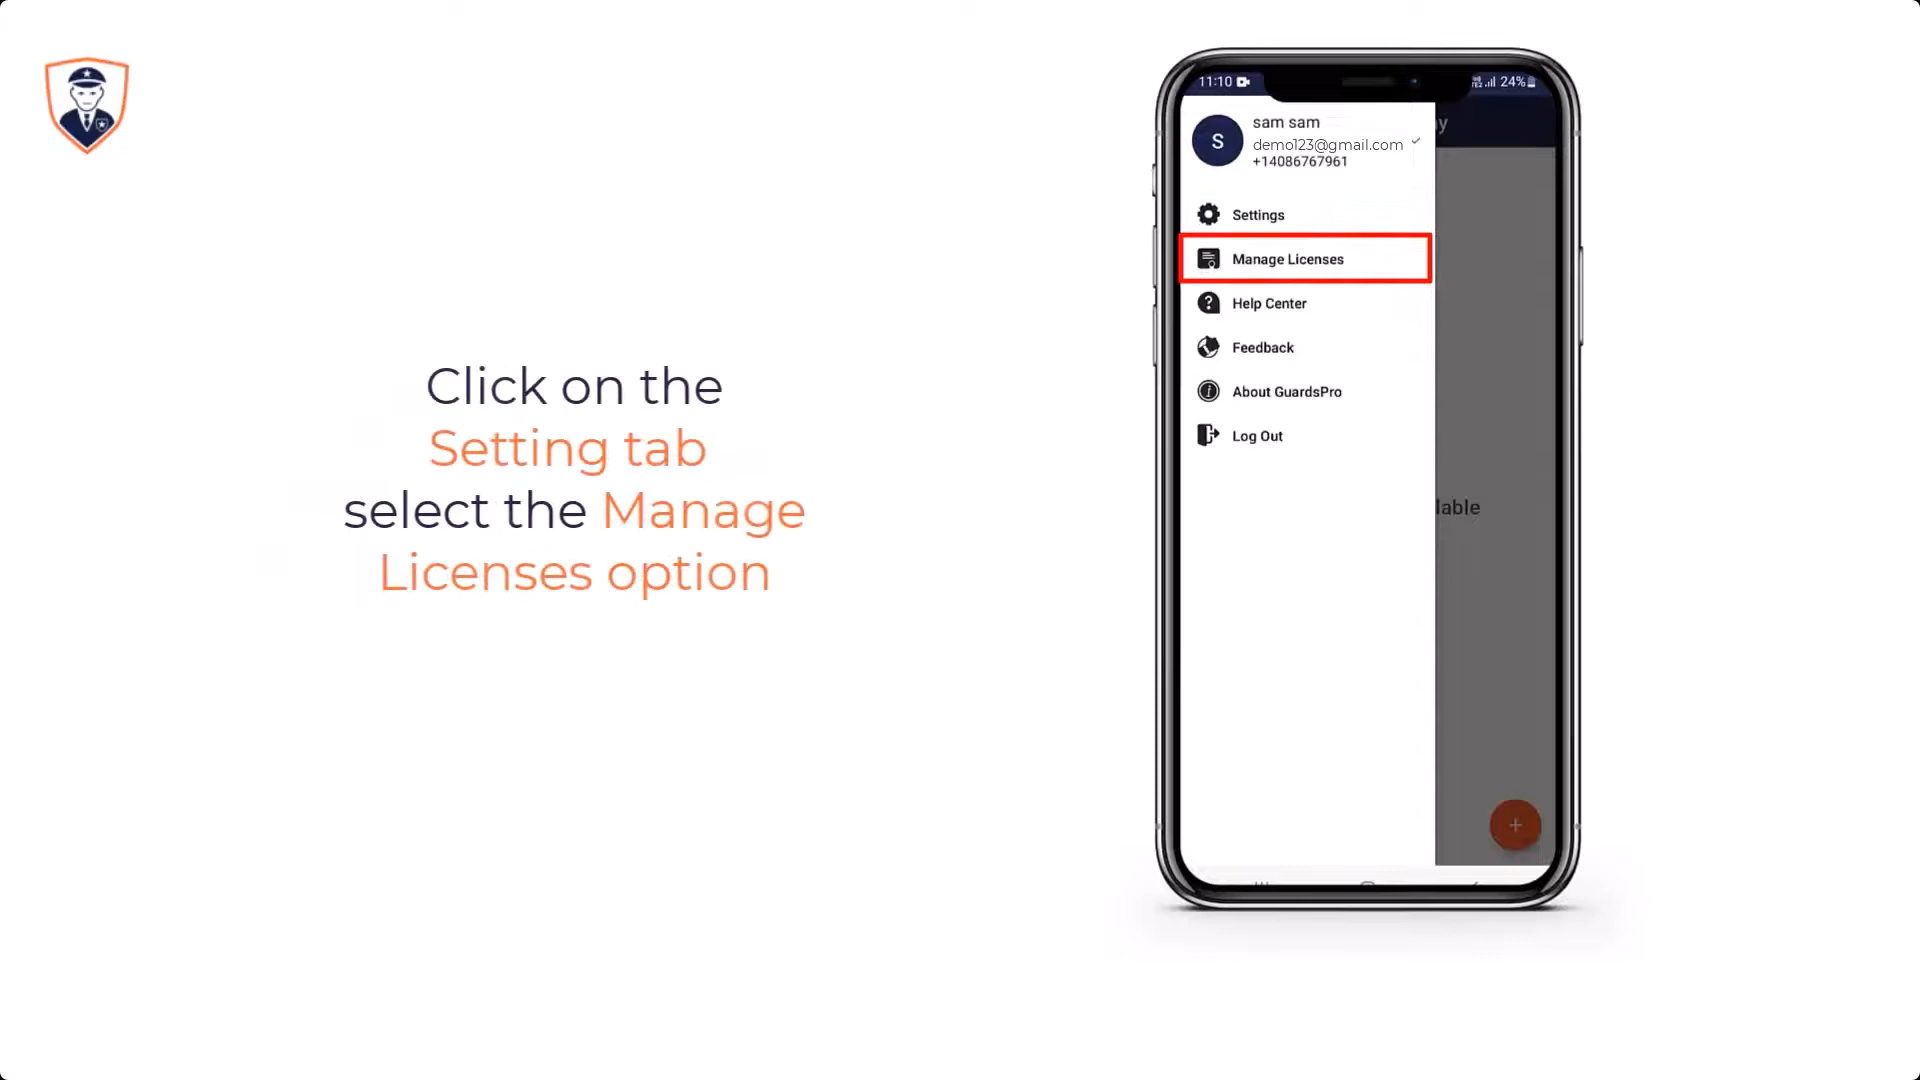 Click on the
Setting tab
select the Manage
Licenses option
11:10
24%
sam sam
demo123@gmail.com
+14086767961
S
Settings
Manage Licenses
Help Center
Feedback
About GuardsPro
Log Out
ay
lable
+